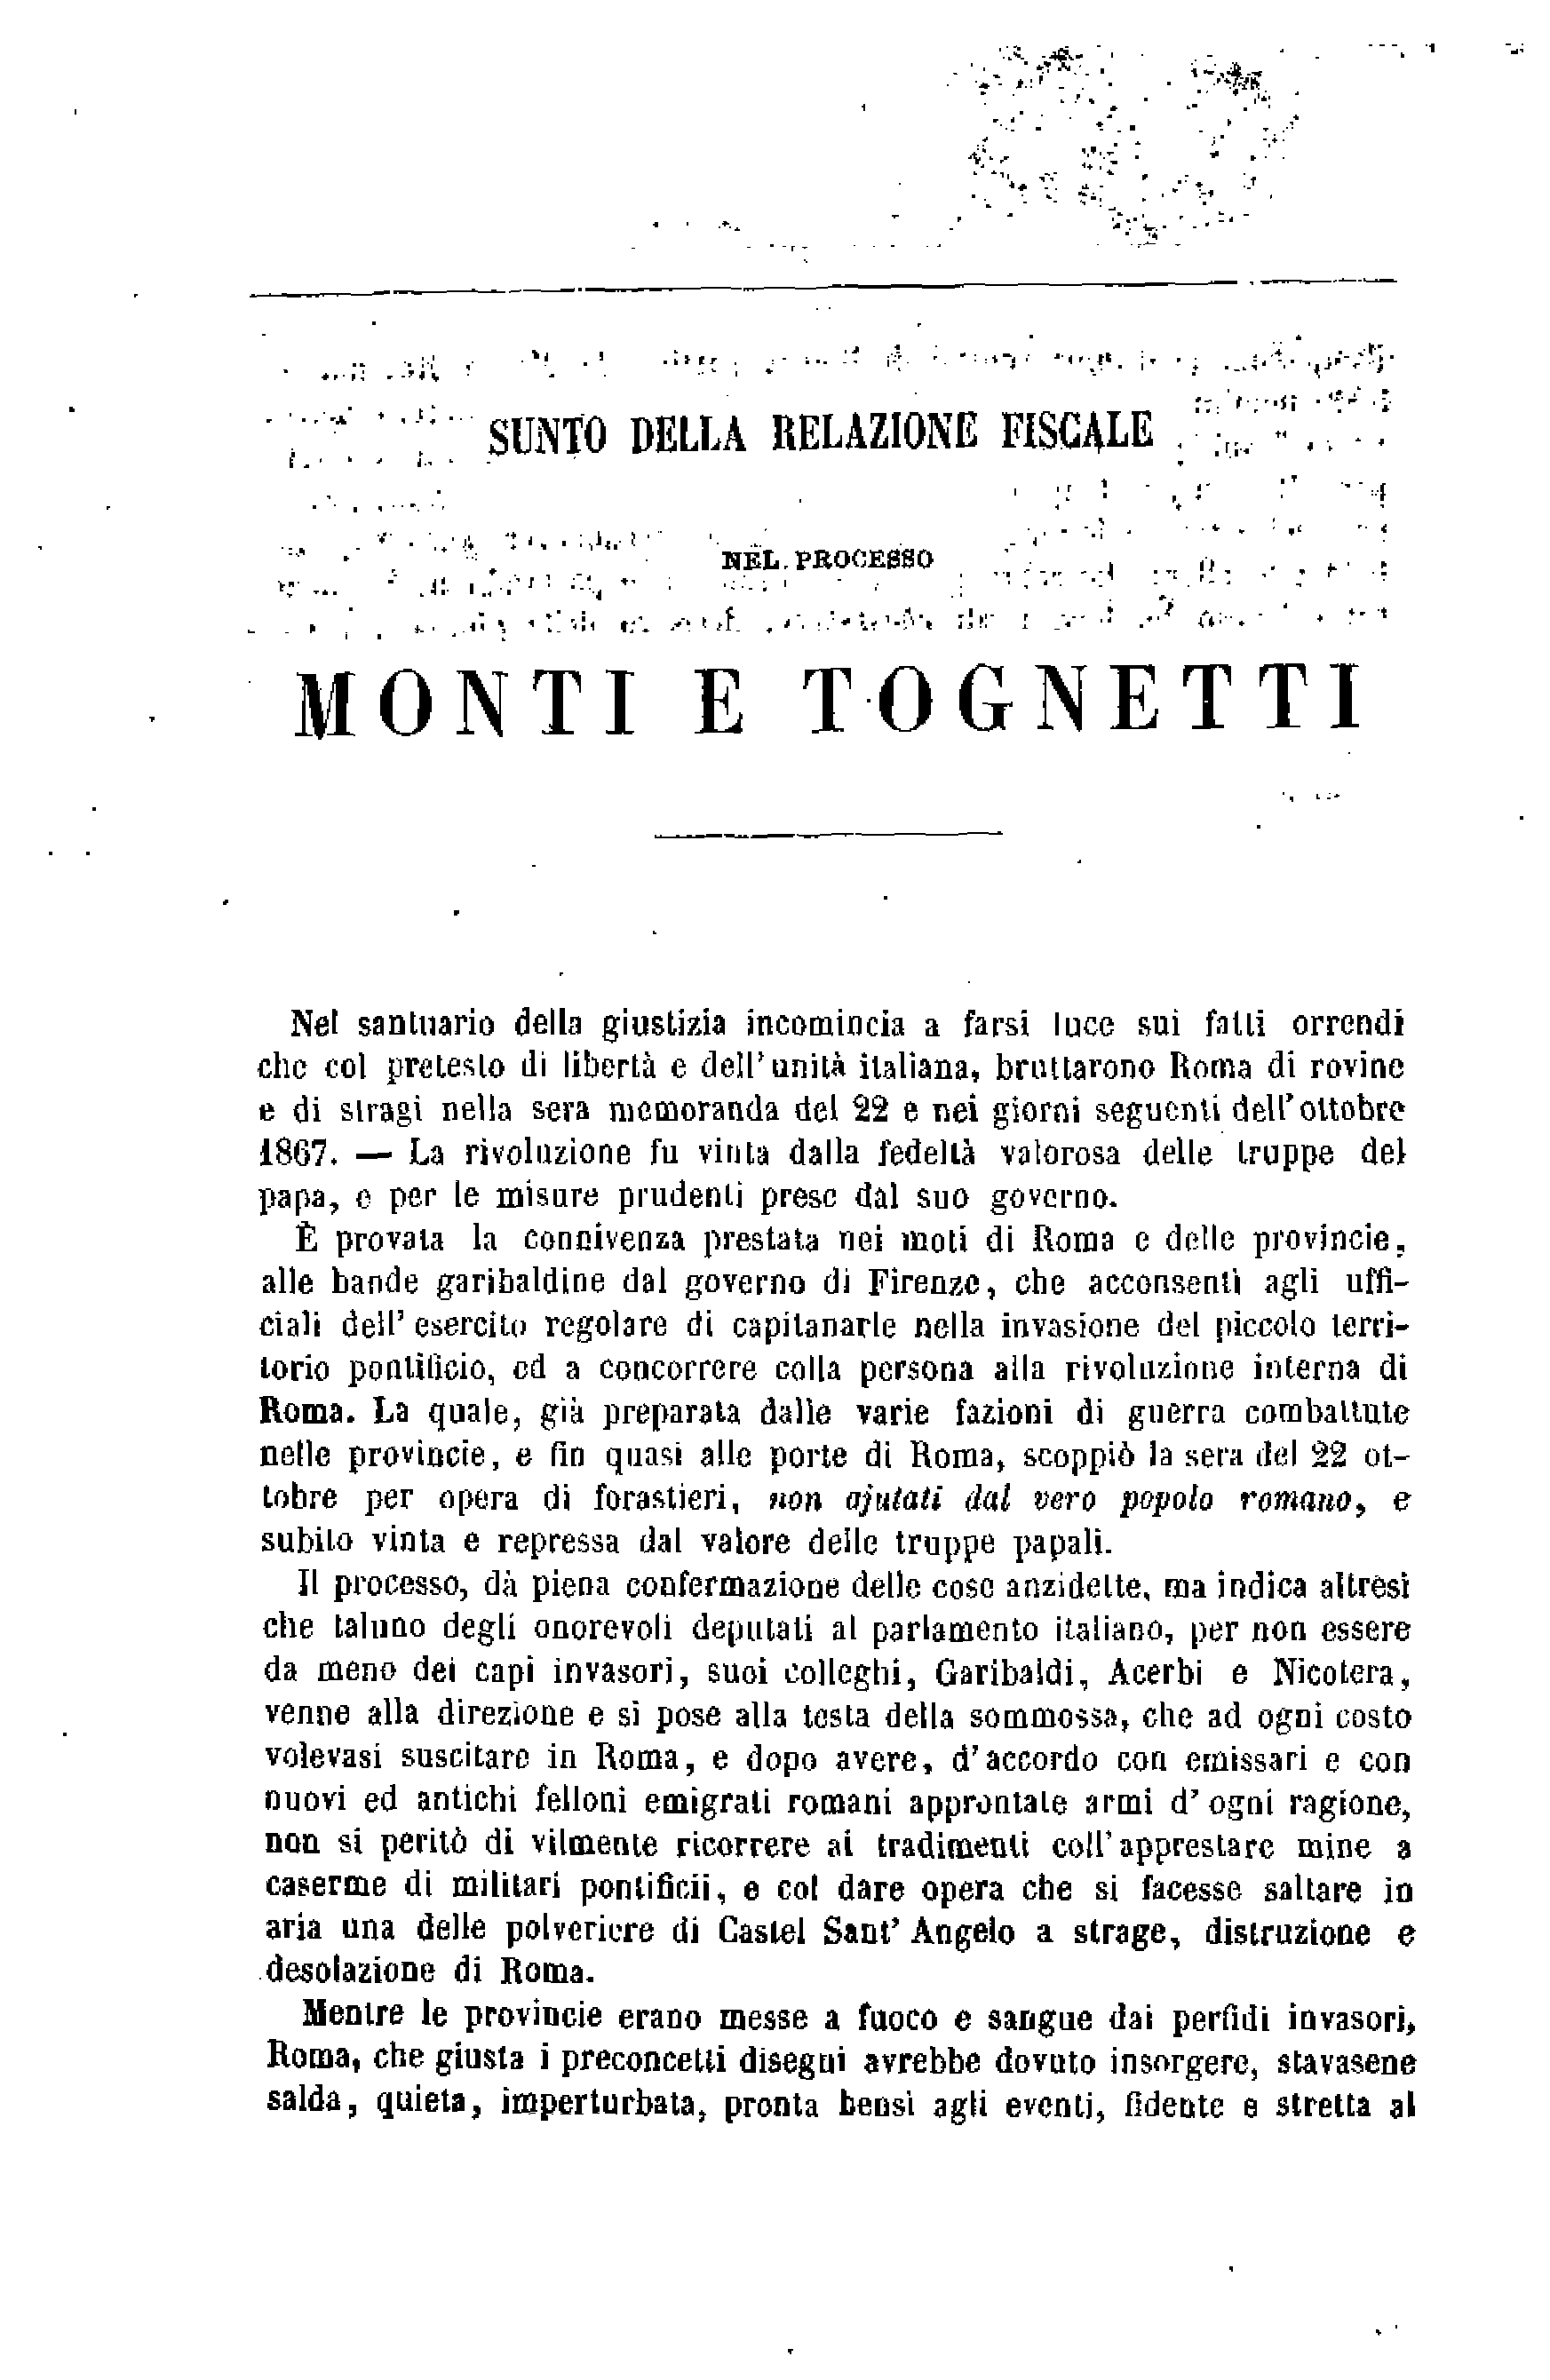 SUNTO DELLA RELAZIONE FISCALE
NEL PROCESSO
MONTI E TOGNETTI
Nel santuario della giustizia incomincia a farsi luce sui fatti orrendi
che col pretesto di libertà e dell'unità italiana, bruttarono Roma di rovine
e di stragi nella sera memoranda del 22 e nei giorni seguenti dell'ottobre
1867. — La rivoluzione fu vinta dalla fedeltà valorosa delle truppe del
papa, e per le misure prudenti prese dal suo governo.
È provata la connivenza prestata nei moti di Roma e delle provincie,
alle bande garibaldine dal governo di Firenze, che acconsentì agli uffi-
ciali dell'esercito regolare di capitanarle nella invasione del piccolo terri-
torio pontificio, ed a concorrere colla persona alla rivoluzione interna di
Roma. La quale, già preparata dalle varie fazioni di guerra combattute
nelle provincie, e fin quasi alle porte di Roma, scoppiò la sera del 22 ot-
tobre per opera di forastieri, non ajutati dal vero popolo romano, e
subito vinta e repressa dal valore delle truppe papali.
Il processo, dà piena confermazione delle cose anzidette, ma indica altresì
che taluno degli onorevoli deputati al parlamento italiano, per non essere
da meno dei capi invasori, suoi colleghi, Garibaldi, Acerbi e Nicotera,
venne alla direzione e si pose alla testa della sommossa, che ad ogni costo
volevasi suscitare in Roma, e dopo avere, d'accordo con emissari e con
nuovi ed antichi felloni emigrati romani approntate armi d'ogni ragione,
non si peritò di vilmente ricorrere ai tradimenti coll'apprestare mine a
caserme di militari pontificii, e col dare opera che si facesse saltare in
aria una delle polveriere di Castel Sant'Angelo a strage, distruzione e
desolazione di Roma.
Mentre le provincie erano messe a fuoco e sangue dai perfidi invasori,
Roma, che giusta i preconcetti disegni avrebbe dovuto insorgere, stavasene
salda, quieta, imperturbata, pronta bensì agli eventi, fidente e stretta al